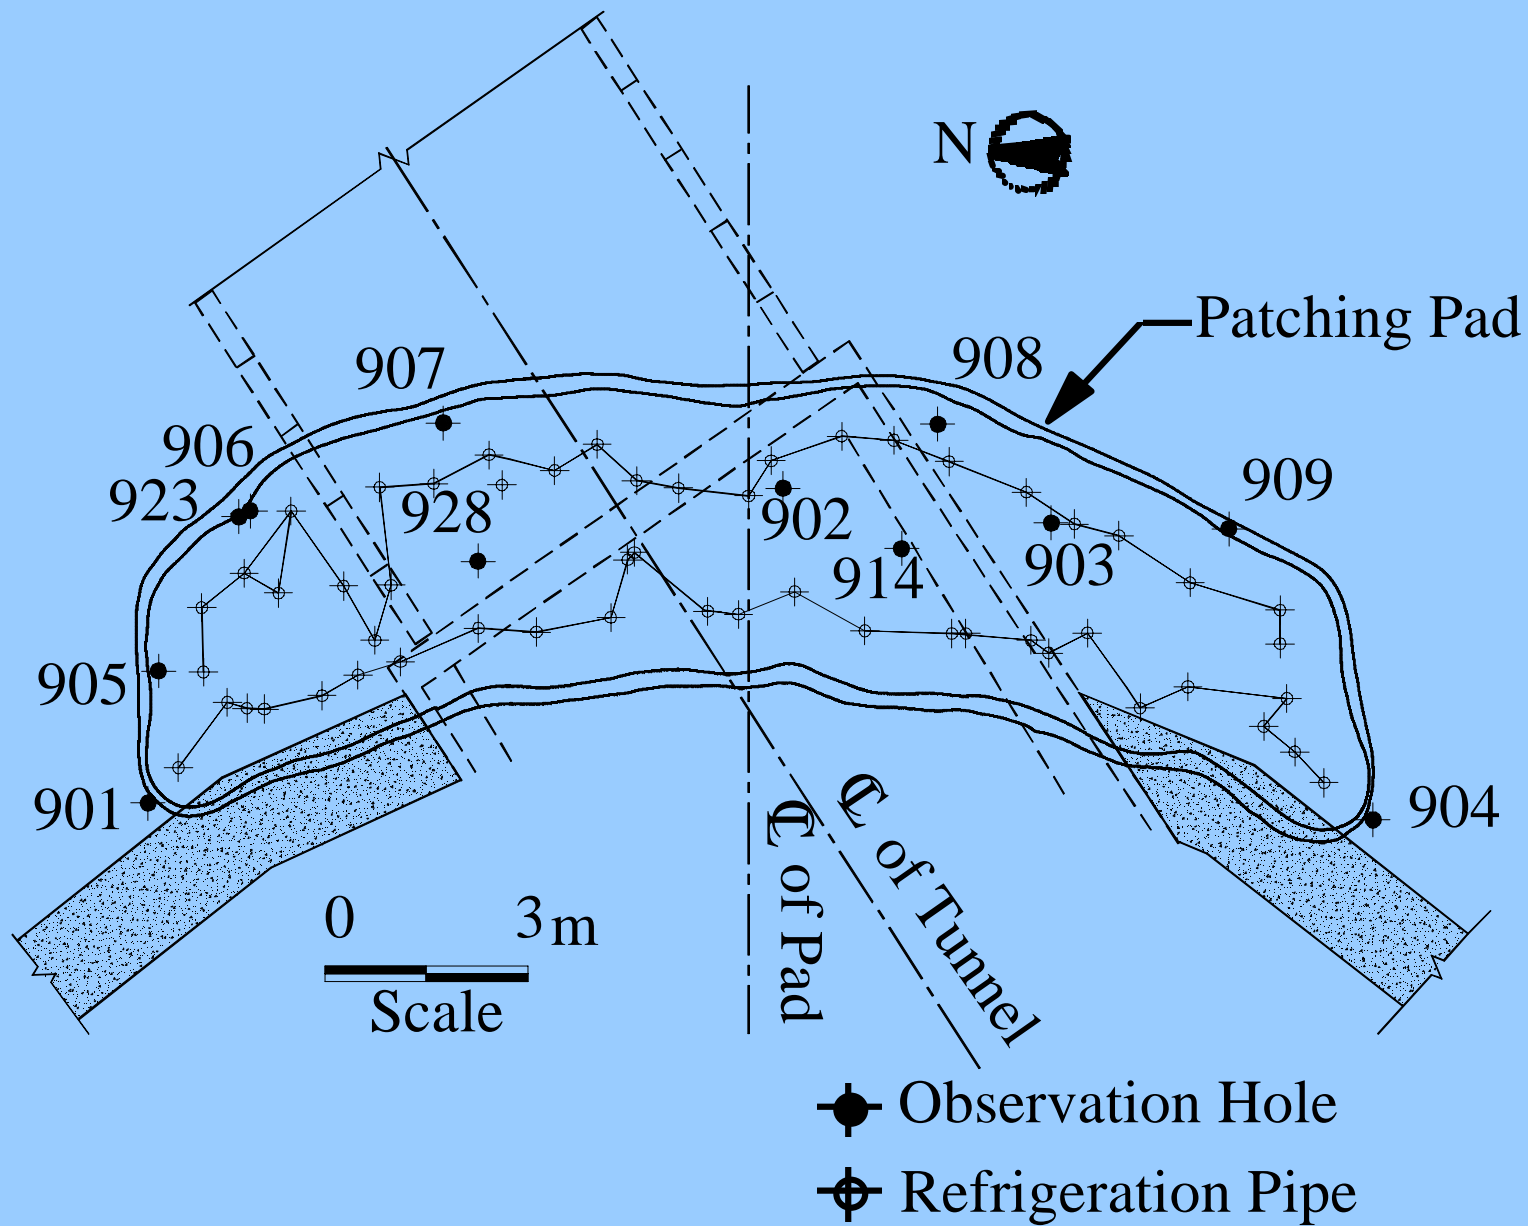 N
Patching Pad
908
907
906
909
923
928
902
903
914
905
901
904
℄ of Pad
℄ of Tunnel
0 3 m
Scale
Observation Hole
Refrigeration Pipe